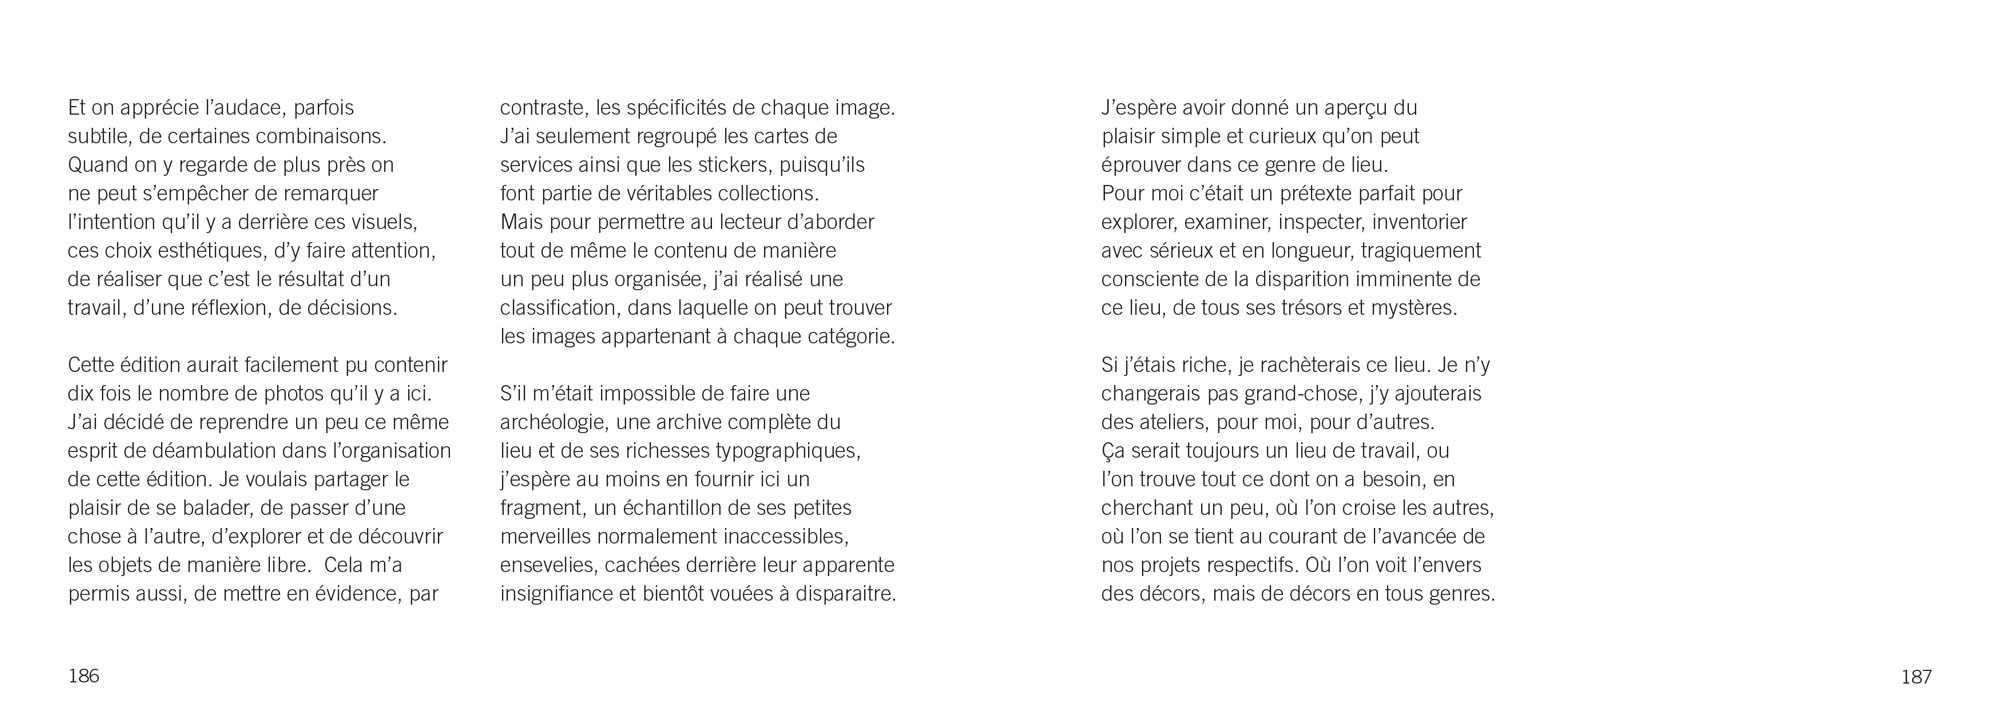 Et on apprécie l’audace, parfois
subtile, de certaines combinaisons.
Quand on y regarde de plus près on
ne peut s’empêcher de remarquer
l’intention qu’il y a derrière ces visuels,
ces choix esthétiques, d’y faire attention,
de réaliser que c’est le résultat d’un
travail, d’une réflexion, de décisions.
Cette édition aurait facilement pu contenir
dix fois le nombre de photos qu’il y a ici.
J’ai décidé de reprendre un peu ce même
esprit de déambulation dans l’organisation
de cette édition. Je voulais partager le
plaisir de se balader, de passer d’une
chose à l’autre, d’explorer et de découvrir
les objets de manière libre.  Cela m’a
permis aussi, de mettre en évidence, par
contraste, les spécificités de chaque image.
J’ai seulement regroupé les cartes de
services ainsi que les stickers, puisqu’ils
font partie de véritables collections.
Mais pour permettre au lecteur d’aborder
tout de même le contenu de manière
un peu plus organisée, j’ai réalisé une
classification, dans laquelle on peut trouver
les images appartenant à chaque catégorie.
S’il m’était impossible de faire une
archéologie, une archive complète du
lieu et de ses richesses typographiques,
j’espère au moins en fournir ici un
fragment, un échantillon de ses petites
merveilles normalement inaccessibles,
ensevelies, cachées derrière leur apparente
insignifiance et bientôt vouées à disparaitre.
186
J’espère avoir donné un aperçu du
plaisir simple et curieux qu’on peut
éprouver dans ce genre de lieu.
Pour moi c’était un prétexte parfait pour
explorer, examiner, inspecter, inventorier
avec sérieux et en longueur, tragiquement
consciente de la disparition imminente de
ce lieu, de tous ses trésors et mystères.
Si j’étais riche, je rachèterais ce lieu. Je n’y
changerais pas grand-chose, j’y ajouterais
des ateliers, pour moi, pour d’autres.
Ça serait toujours un lieu de travail, ou
l’on trouve tout ce dont on a besoin, en
cherchant un peu, où l’on croise les autres,
où l’on se tient au courant de l’avancée de
nos projets respectifs. Où l’on voit l’envers
des décors, mais de décors en tous genres.
187